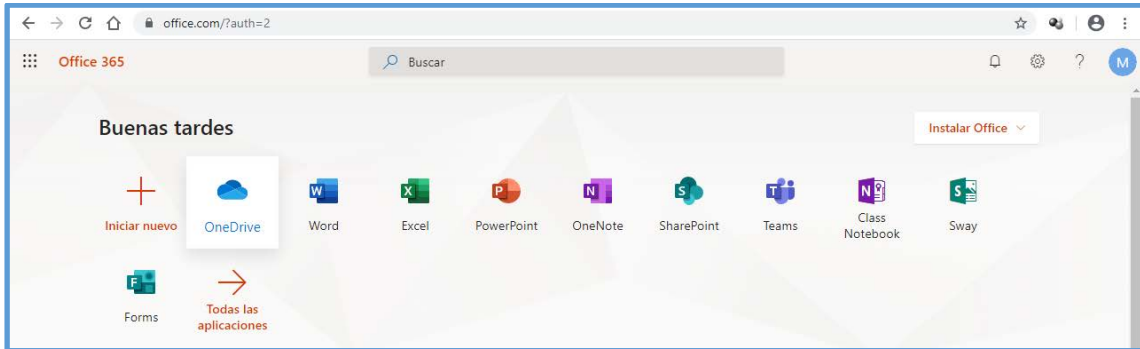 office.com/?auth=2
Office 365
Buscar
?
M
Buenas tardes
Instalar Office
Iniciar nuevo
OneDrive
W
Word
X
Excel
P
PowerPoint
N
OneNote
S
SharePoint
T
Teams
N
Class
Notebook
S
Sway
F
Forms
Todas las
aplicaciones